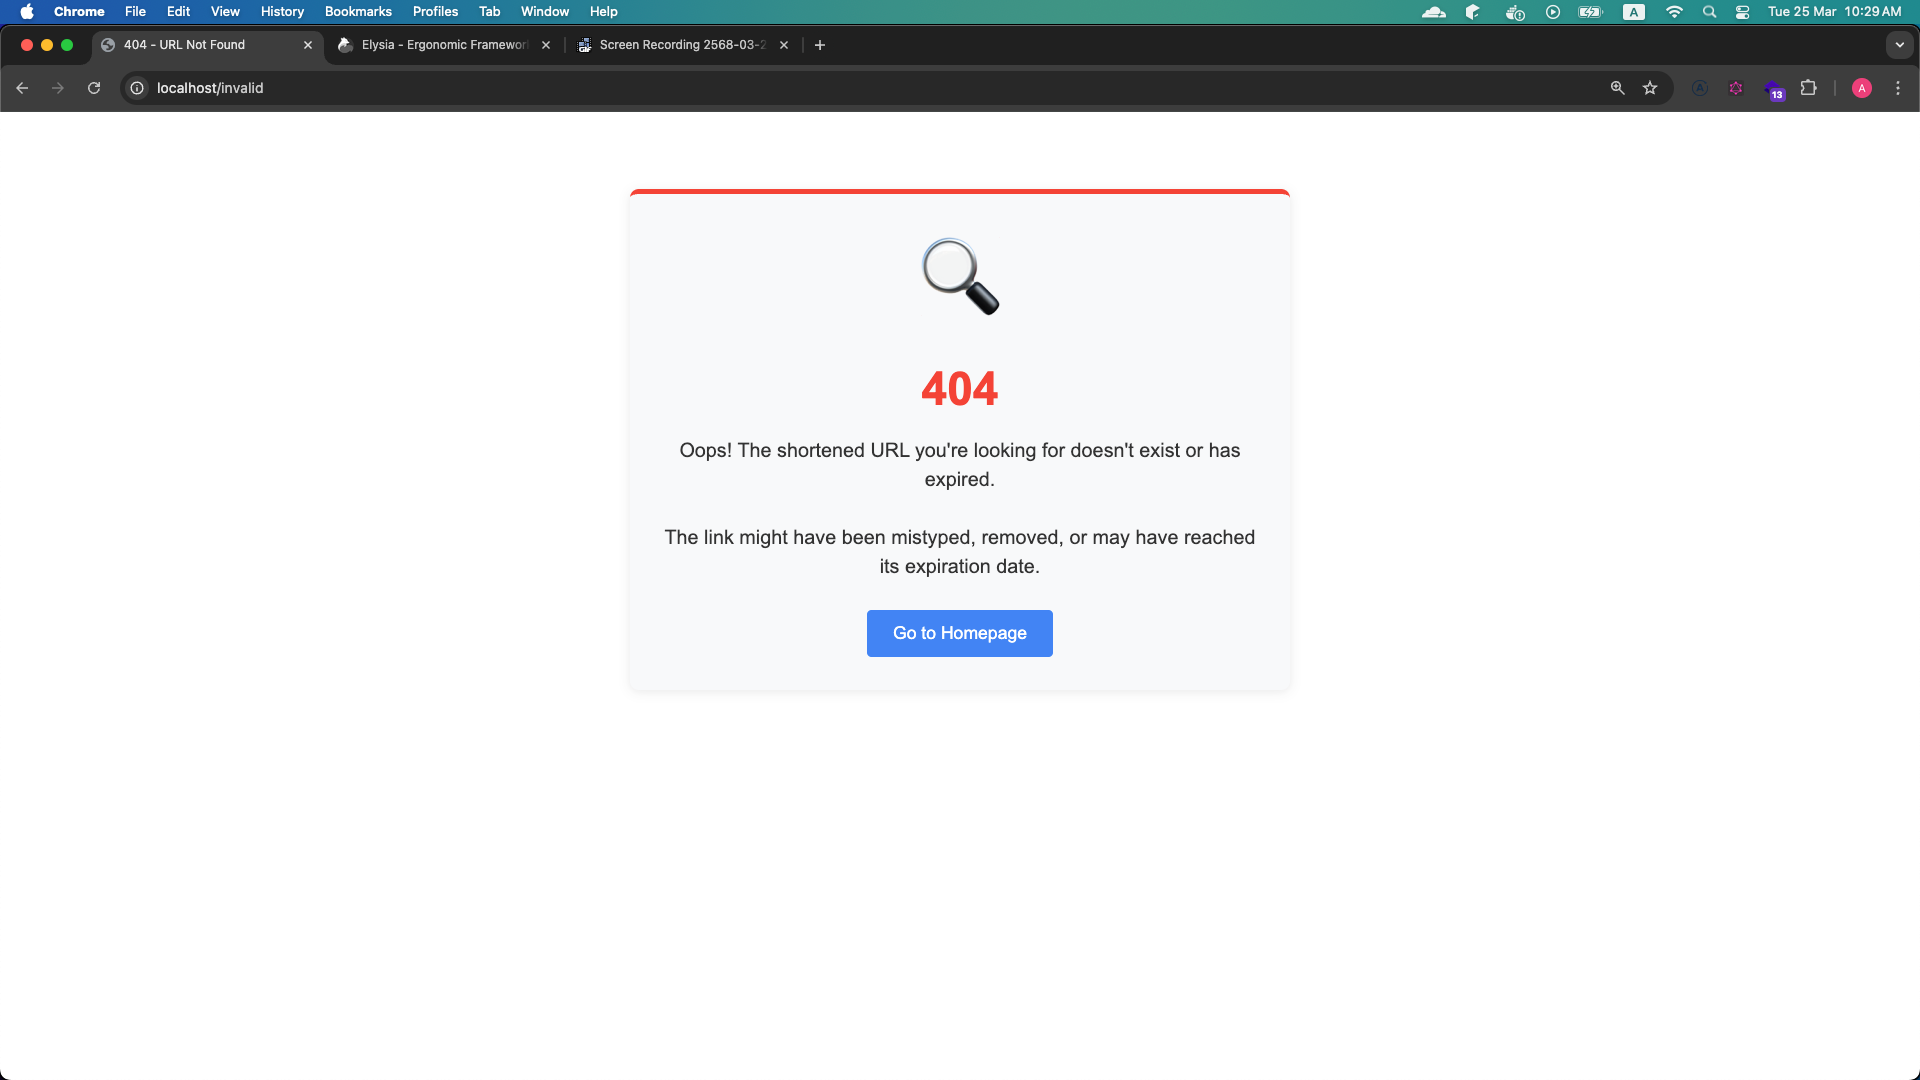 Chrome File Edit View History Bookmarks Profiles Tab Window Help A Tue 25 Mar 10:29 AM
404 - URL Not Found Elysia - Ergonomic Framewor Screen Recording 2568-03-2
localhost/invalid 13 A
404
Oops! The shortened URL you're looking for doesn't exist or has
expired.
The link might have been mistyped, removed, or may have reached
its expiration date.
Go to Homepage